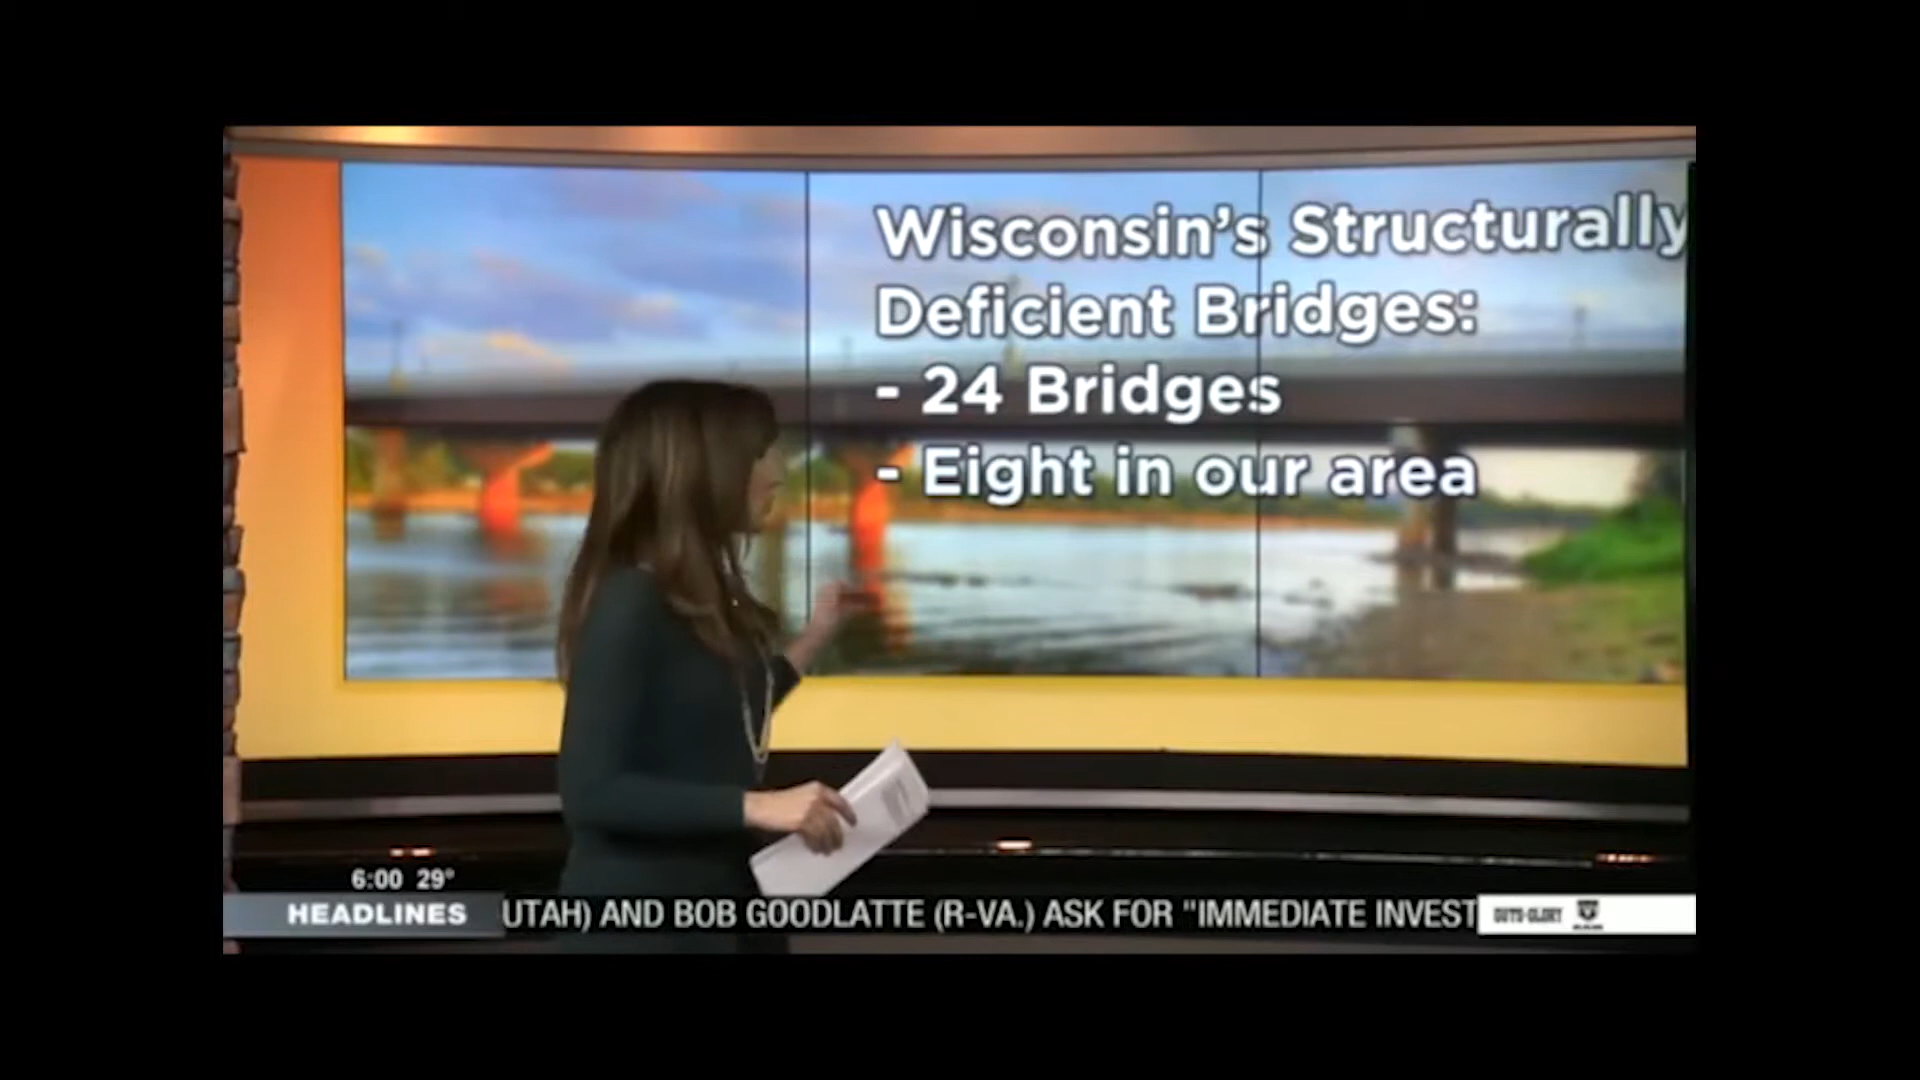 Wisconsin's Structurally
Deficient Bridges:
- 24 Bridges
- Eight in our area
6:00 29°
HEADLINES
UTAH) AND BOB GOODLATTE (R-VA.) ASK FOR "IMMEDIATE INVEST